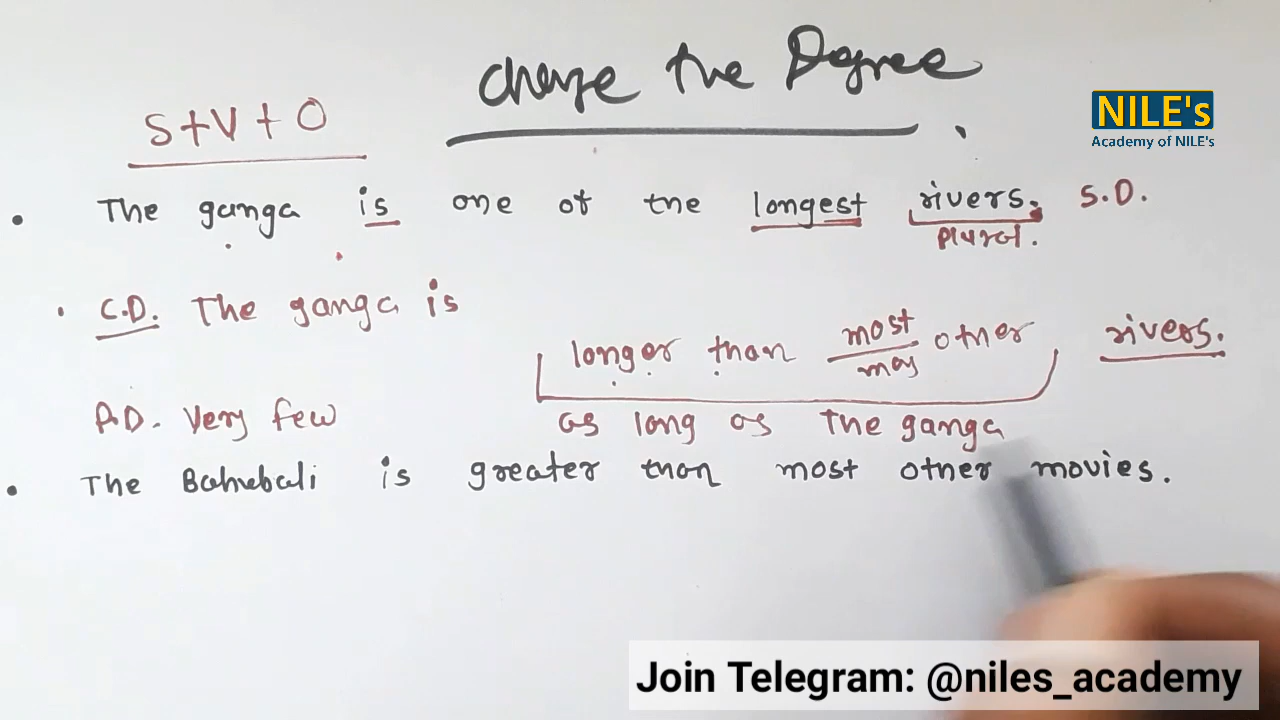 change the Degree
S+V+O
NILE's
Academy of NILE's
The ganga is one of the longest rivers. S.D.
plural.
C.D. The ganga is
longer than most other rivers.
many
P.D. Very few as long as the ganga
The Bahubali is greater than most other movies.
Join Telegram: @niles_academy